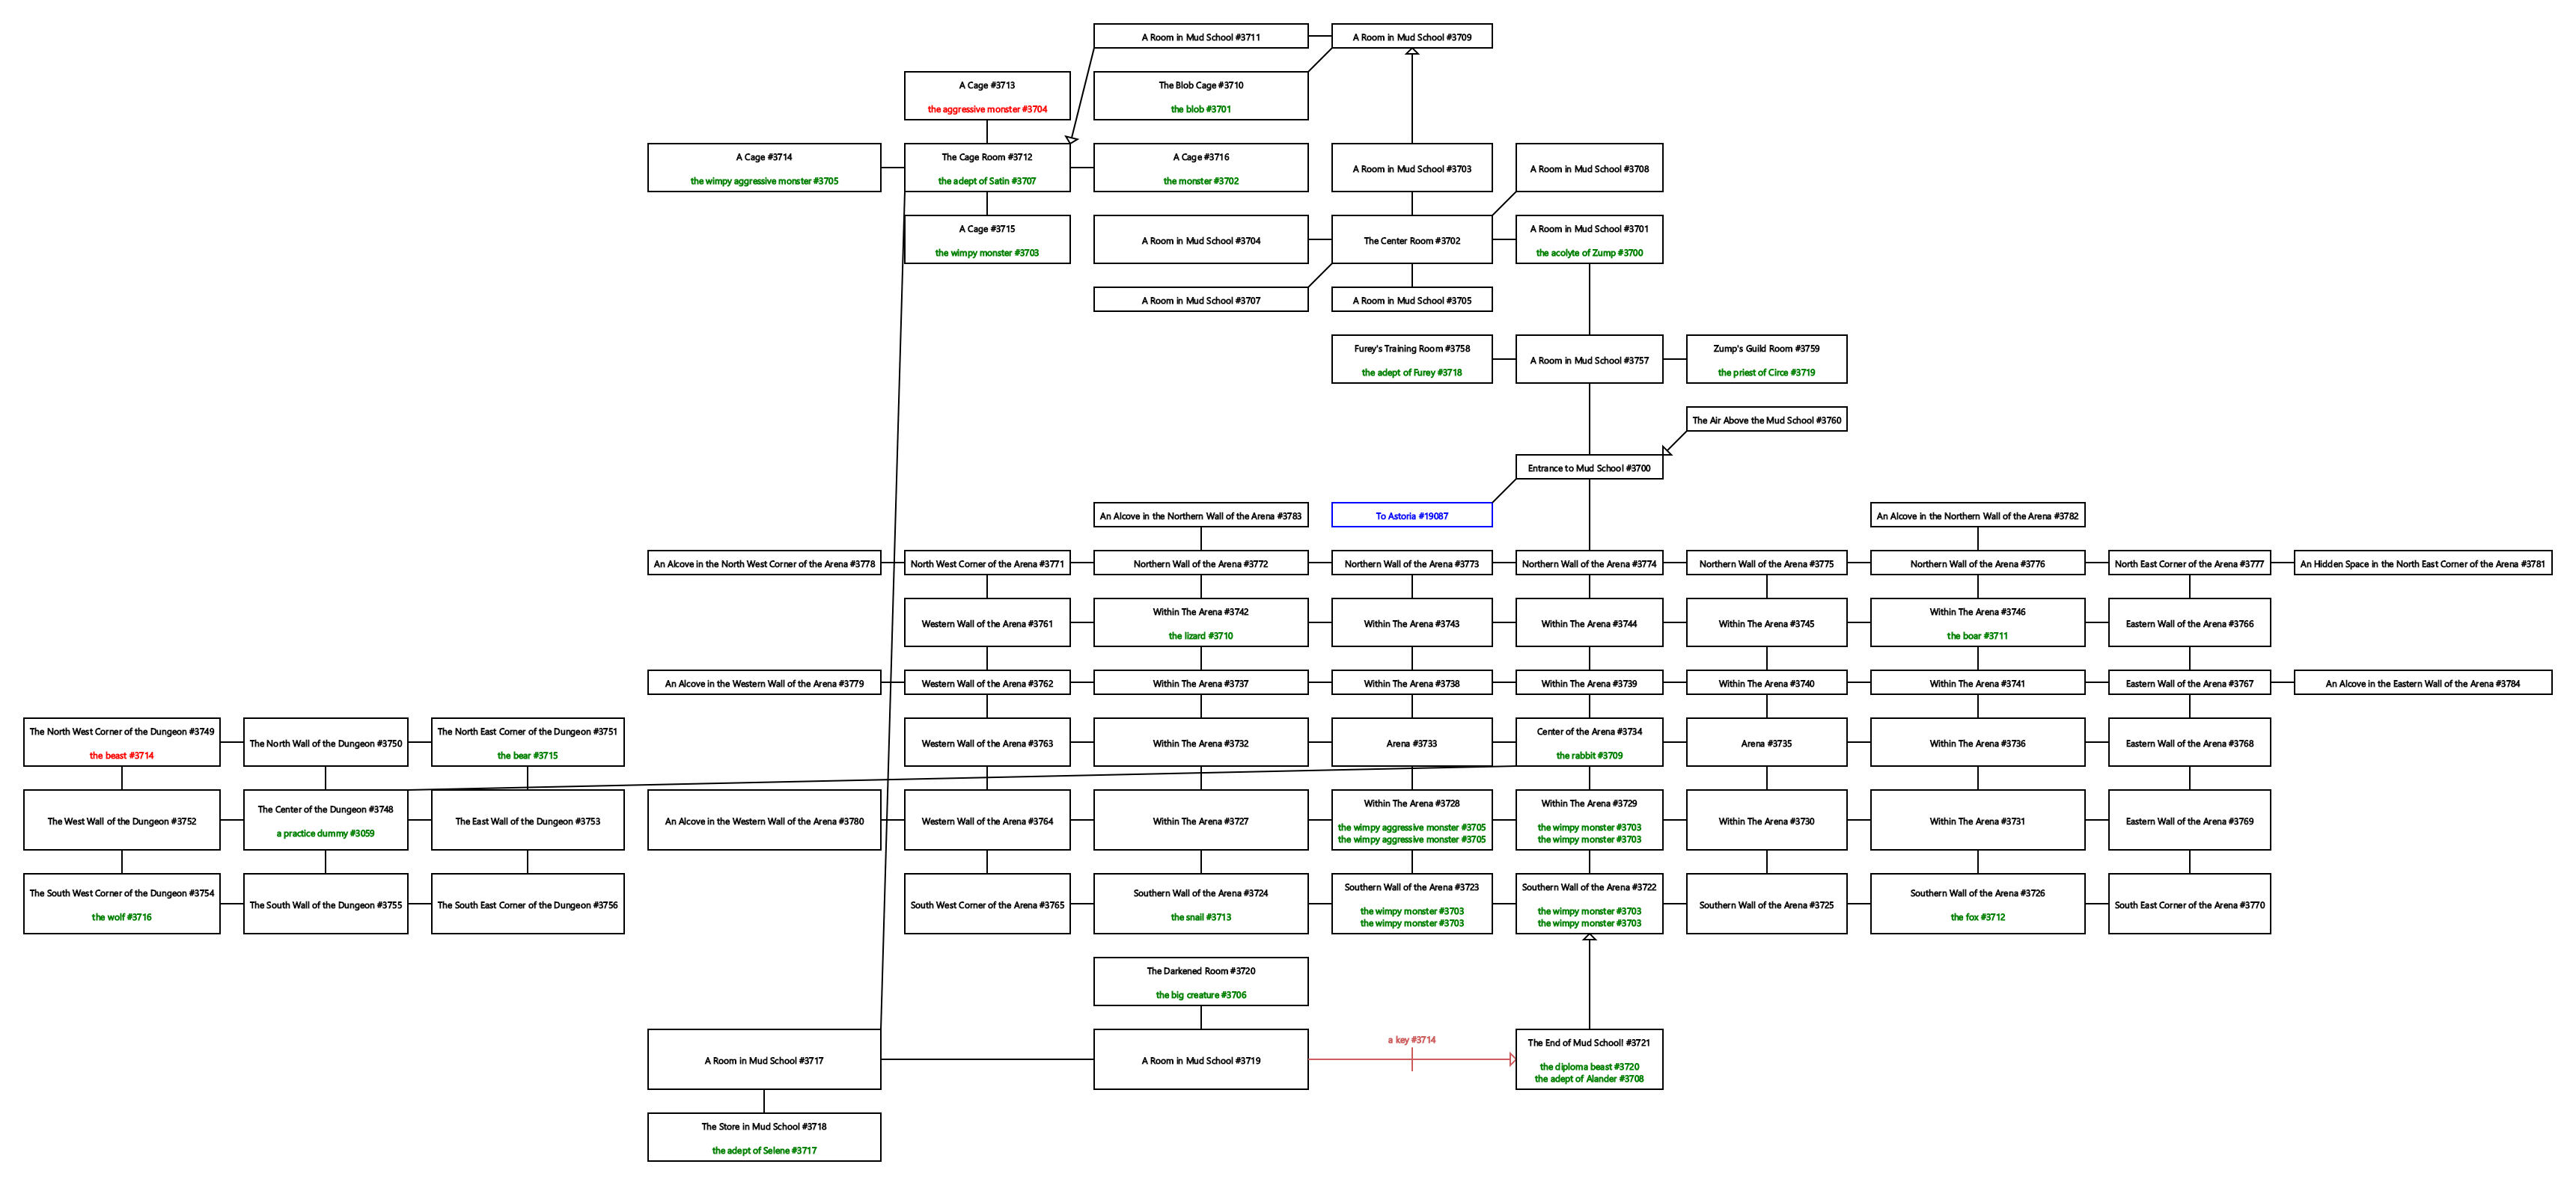 A Room in Mud School #3711
A Room in Mud School #3709
A Cage #3713
the aggressive monster #3704
The Blob Cage #3710
the blob #3701
A Cage #3714
the wimpy aggressive monster #3705
The Cage Room #3712
the adept of Satin #3707
A Cage #3716
the monster #3702
A Room in Mud School #3703
A Room in Mud School #3708
A Cage #3715
the wimpy monster #3703
A Room in Mud School #3704
The Center Room #3702
A Room in Mud School #3701
the acolyte of Zump #3700
A Room in Mud School #3707
A Room in Mud School #3705
Furey's Training Room #3758
the adept of Furey #3718
A Room in Mud School #3757
Zump's Guild Room #3759
the priest of Circe #3719
The Air Above the Mud School #3760
Entrance to Mud School #3700
An Alcove in the Northern Wall of the Arena #3783
To Astoria #19087
An Alcove in the Northern Wall of the Arena #3782
An Alcove in the North West Corner of the Arena #3778
North West Corner of the Arena #3771
Northern Wall of the Arena #3772
Northern Wall of the Arena #3773
Northern Wall of the Arena #3774
Northern Wall of the Arena #3775
Northern Wall of the Arena #3776
North East Corner of the Arena #3777
An Hidden Space in the North East Corner of the Arena #3781
Western Wall of the Arena #3761
Within The Arena #3742
the lizard #3710
Within The Arena #3743
Within The Arena #3744
Within The Arena #3745
Within The Arena #3746
the boar #3711
Eastern Wall of the Arena #3766
An Alcove in the Western Wall of the Arena #3779
Western Wall of the Arena #3762
Within The Arena #3737
Within The Arena #3738
Within The Arena #3739
Within The Arena #3740
Within The Arena #3741
Eastern Wall of the Arena #3767
An Alcove in the Eastern Wall of the Arena #3784
The North West Corner of the Dungeon #3749
the beast #3714
The North Wall of the Dungeon #3750
The North East Corner of the Dungeon #3751
the bear #3715
Western Wall of the Arena #3763
Within The Arena #3732
Arena #3733
Center of the Arena #3734
the rabbit #3709
Arena #3735
Within The Arena #3736
Eastern Wall of the Arena #3768
The West Wall of the Dungeon #3752
The Center of the Dungeon #3748
a practice dummy #3059
The East Wall of the Dungeon #3753
An Alcove in the Western Wall of the Arena #3780
Western Wall of the Arena #3764
Within The Arena #3727
Within The Arena #3728
the wimpy aggressive monster #3705
the wimpy aggressive monster #3705
Within The Arena #3729
the wimpy monster #3703
the wimpy monster #3703
Within The Arena #3730
Within The Arena #3731
Eastern Wall of the Arena #3769
The South West Corner of the Dungeon #3754
the wolf #3716
The South Wall of the Dungeon #3755
The South East Corner of the Dungeon #3756
South West Corner of the Arena #3765
Southern Wall of the Arena #3724
the snail #3713
Southern Wall of the Arena #3723
the wimpy monster #3703
the wimpy monster #3703
Southern Wall of the Arena #3722
the wimpy monster #3703
the wimpy monster #3703
Southern Wall of the Arena #3725
Southern Wall of the Arena #3726
the fox #3712
South East Corner of the Arena #3770
The Darkened Room #3720
the big creature #3706
A Room in Mud School #3717
A Room in Mud School #3719
a key #3714
The End of Mud School! #3721
the diploma beast #3720
the adept of Alander #3708
The Store in Mud School #3718
the adept of Selene #3717